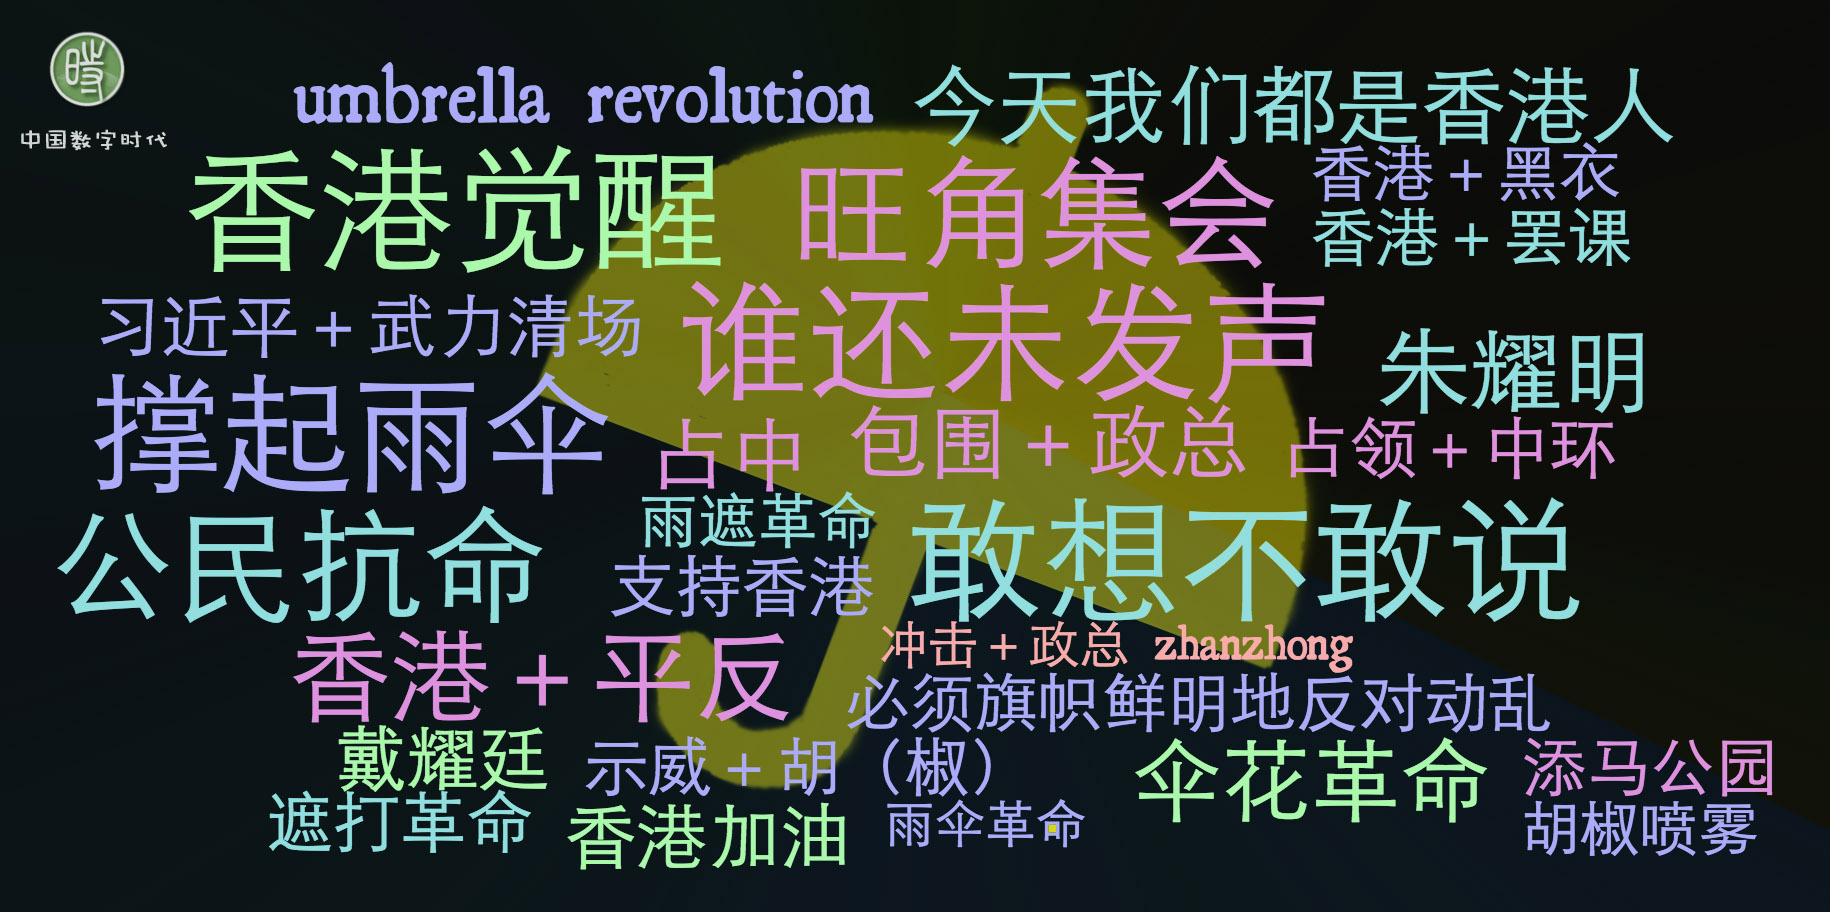 中国数字时代
umbrella revolution
今天我们都是香港人
香港觉醒
旺角集会
香港+黑衣
香港+罢课
习近平+武力清场
谁还未发声
朱耀明
撑起雨伞
占中
包围+政总
占领+中环
公民抗命
雨遮革命
支持香港
敢想不敢说
香港+平反
冲击+政总
zhanzhong
必须旗帜鲜明地反对动乱
戴耀廷
示威+胡（椒）
伞花革命
添马公园
遮打革命
香港加油
雨伞革命
胡椒喷雾